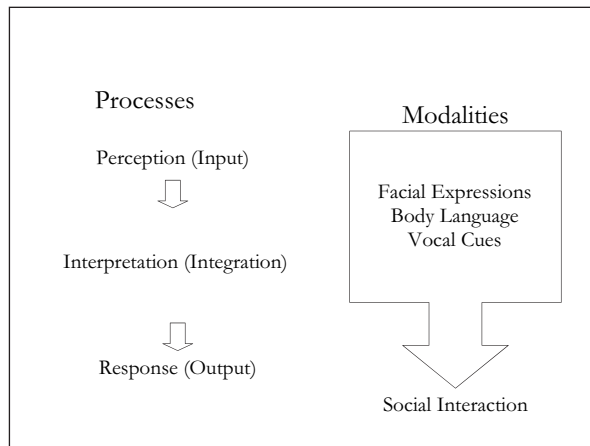 Processes
Perception (Input)
Interpretation (Integration)
Response (Output)
Modalities
Facial Expressions
Body Language
Vocal Cues
Social Interaction